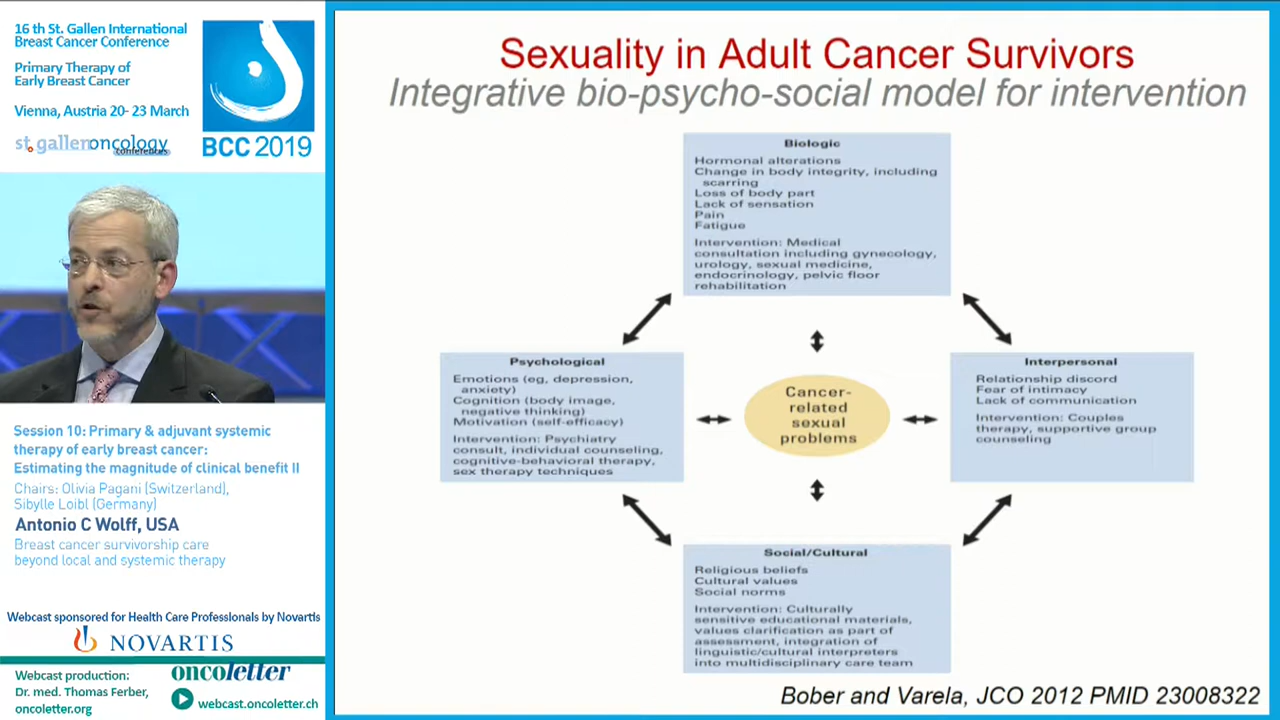 16 th St. Gallen International
Breast Cancer Conference
Primary Therapy of
Early Breast Cancer
Vienna, Austria 20- 23 March
st.gallenoncology
conferences
BCC 2019
Session 10: Primary & adjuvant systemic
therapy of early breast cancer:
Estimating the magnitude of clinical benefit II
Chairs: Olivia Pagani (Switzerland),
Sibylle Loibl (Germany)
Antonio C Wolff, USA
Breast cancer survivorship care
beyond local and systemic therapy
Webcast sponsored for Health Care Professionals by Novartis
NOVARTIS
Webcast production:
Dr. med. Thomas Ferber,
oncoletter.org
oncoletter
webcast.oncoletter.ch
Sexuality in Adult Cancer Survivors
Integrative bio-psycho-social model for intervention
Biologic
Hormonal alterations
Change in body integrity, including
scarring
Loss of body part
Lack of sensation
Pain
Fatigue
Intervention: Medical
consultation including gynecology,
urology, sexual medicine,
endocrinology, pelvic floor
rehabilitation
Psychological
Emotions (eg, depression,
anxiety)
Cognition (body image,
negative thinking)
Motivation (self-efficacy)
Intervention: Psychiatry
consult, individual counseling,
cognitive-behavioral therapy,
sex therapy techniques
Cancer-
related
sexual
problems
Interpersonal
Relationship discord
Fear of intimacy
Lack of communication
Intervention: Couples
therapy, supportive group
counseling
Social/Cultural
Religious beliefs
Cultural values
Social norms
Intervention: Culturally
sensitive educational materials,
values clarification as part of
assessment, integration of
linguistic/cultural interpreters
into multidisciplinary care team
Bober and Varela, JCO 2012 PMID 23008322